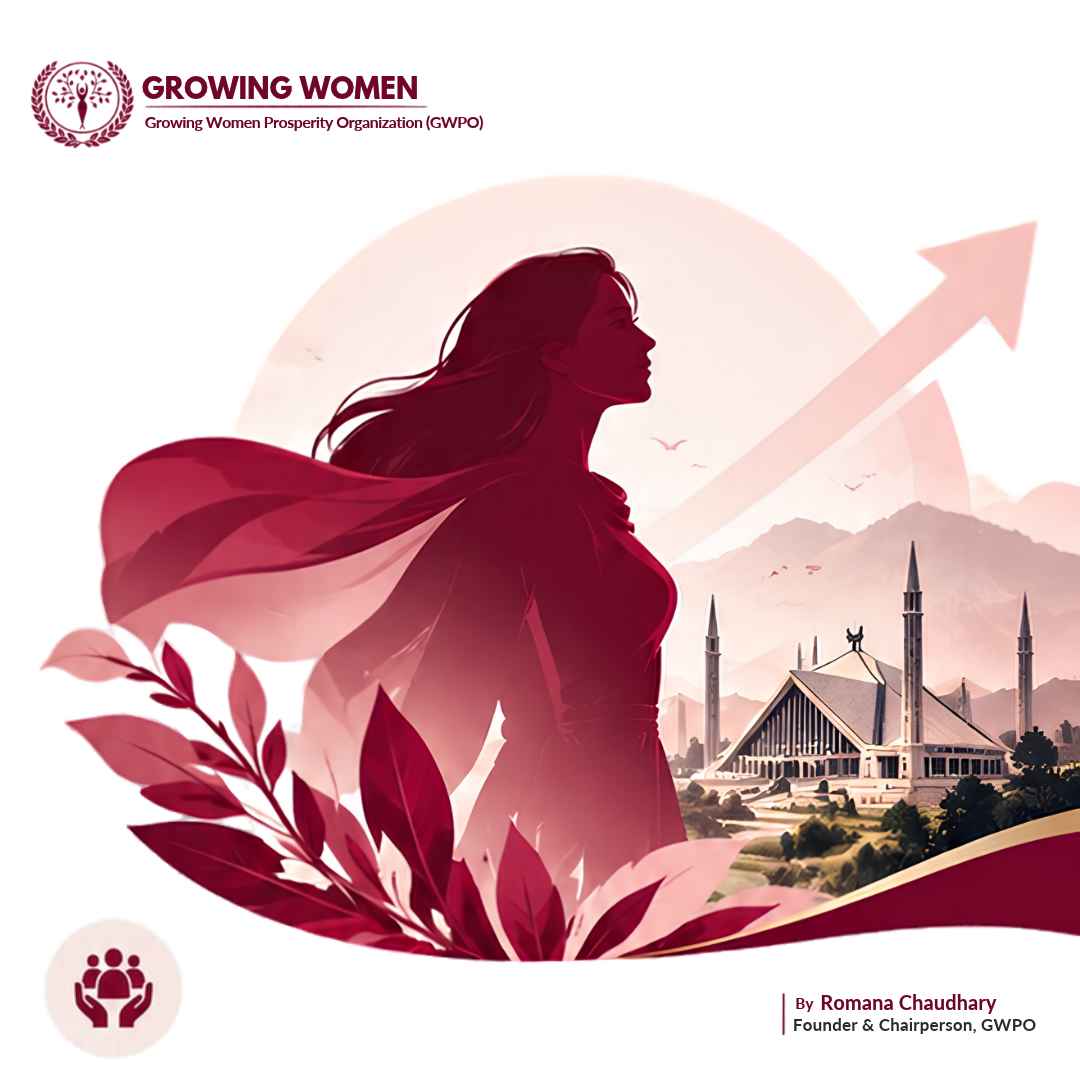 GROWING WOMEN
Growing Women Prosperity Organization (GWPO)
By Romana Chaudhary
Founder & Chairperson, GWPO